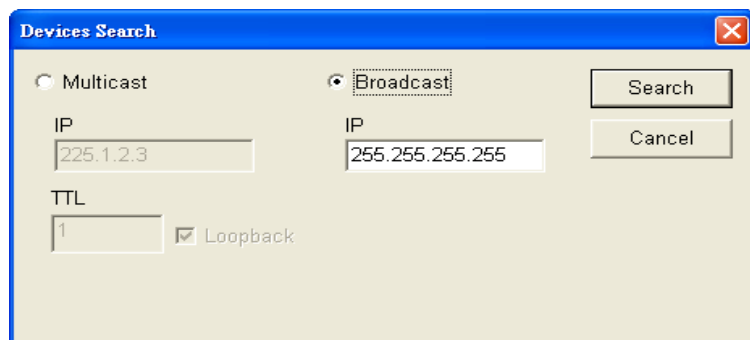 Devices Search
Multicast Broadcast Search
IP IP
225.1.2.3 255.255.255.255 Cancel
TTL
1 Loopback